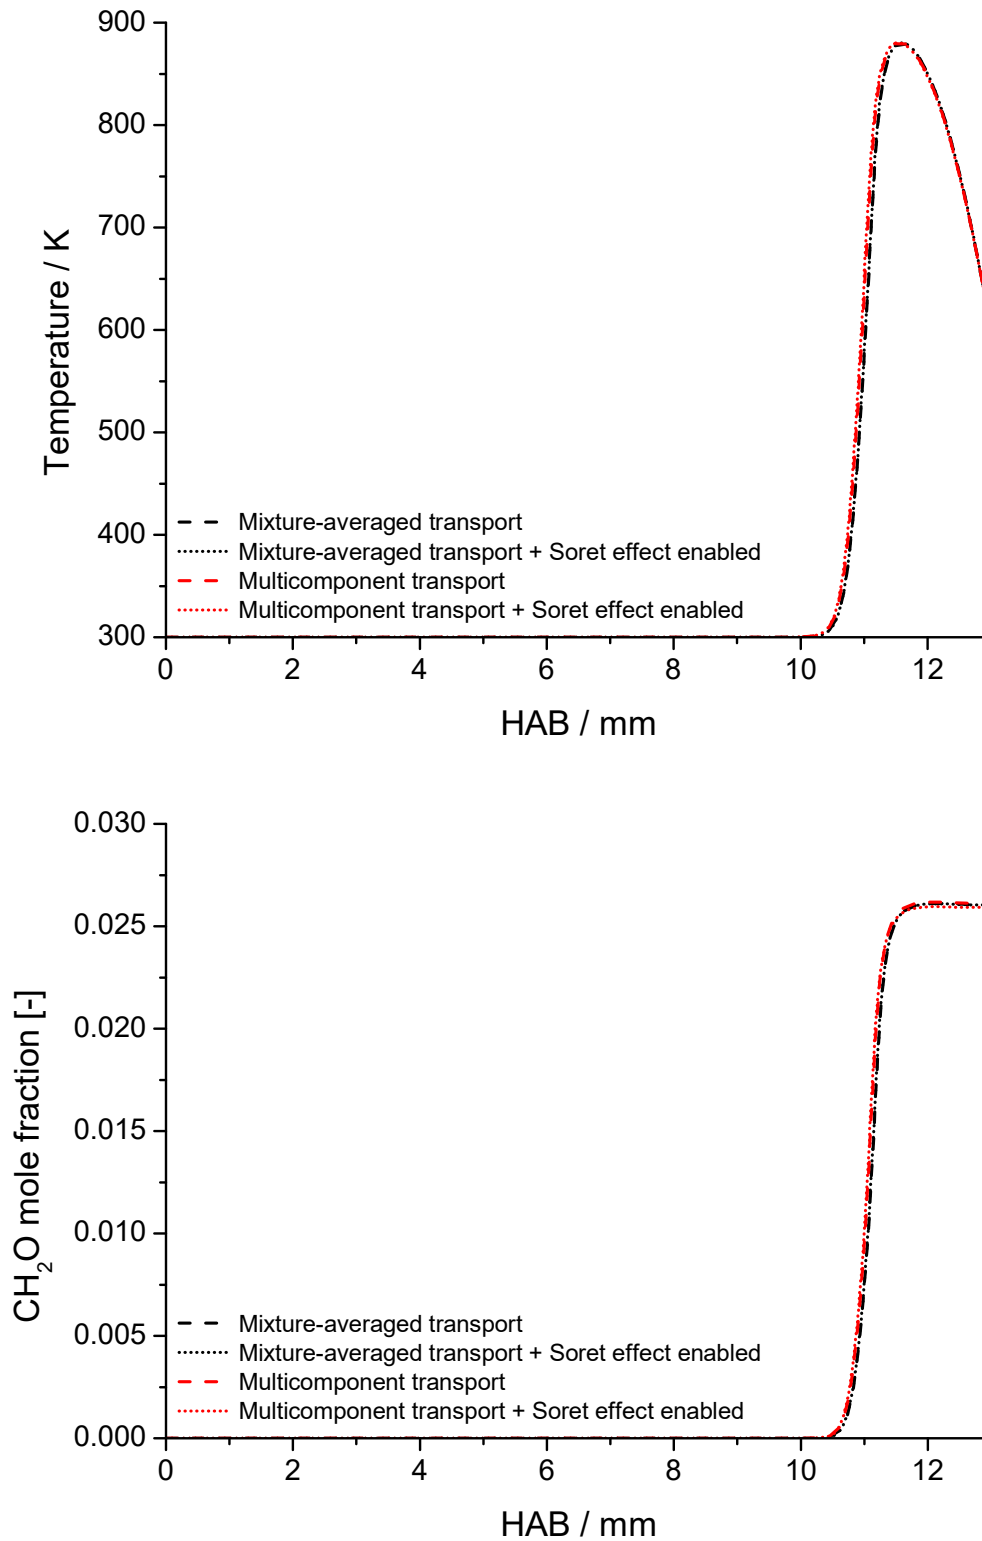 900
800
700
600
500
400
300
Temperature / K
Mixture-averaged transport
Mixture-averaged transport + Soret effect enabled
Multicomponent transport
Multicomponent transport + Soret effect enabled
0 2 4 6 8 10 12
HAB / mm
0.030
0.025
0.020
0.015
0.010
0.005
0.000
CH₂O mole fraction [-]
Mixture-averaged transport
Mixture-averaged transport + Soret effect enabled
Multicomponent transport
Multicomponent transport + Soret effect enabled
0 2 4 6 8 10 12
HAB / mm